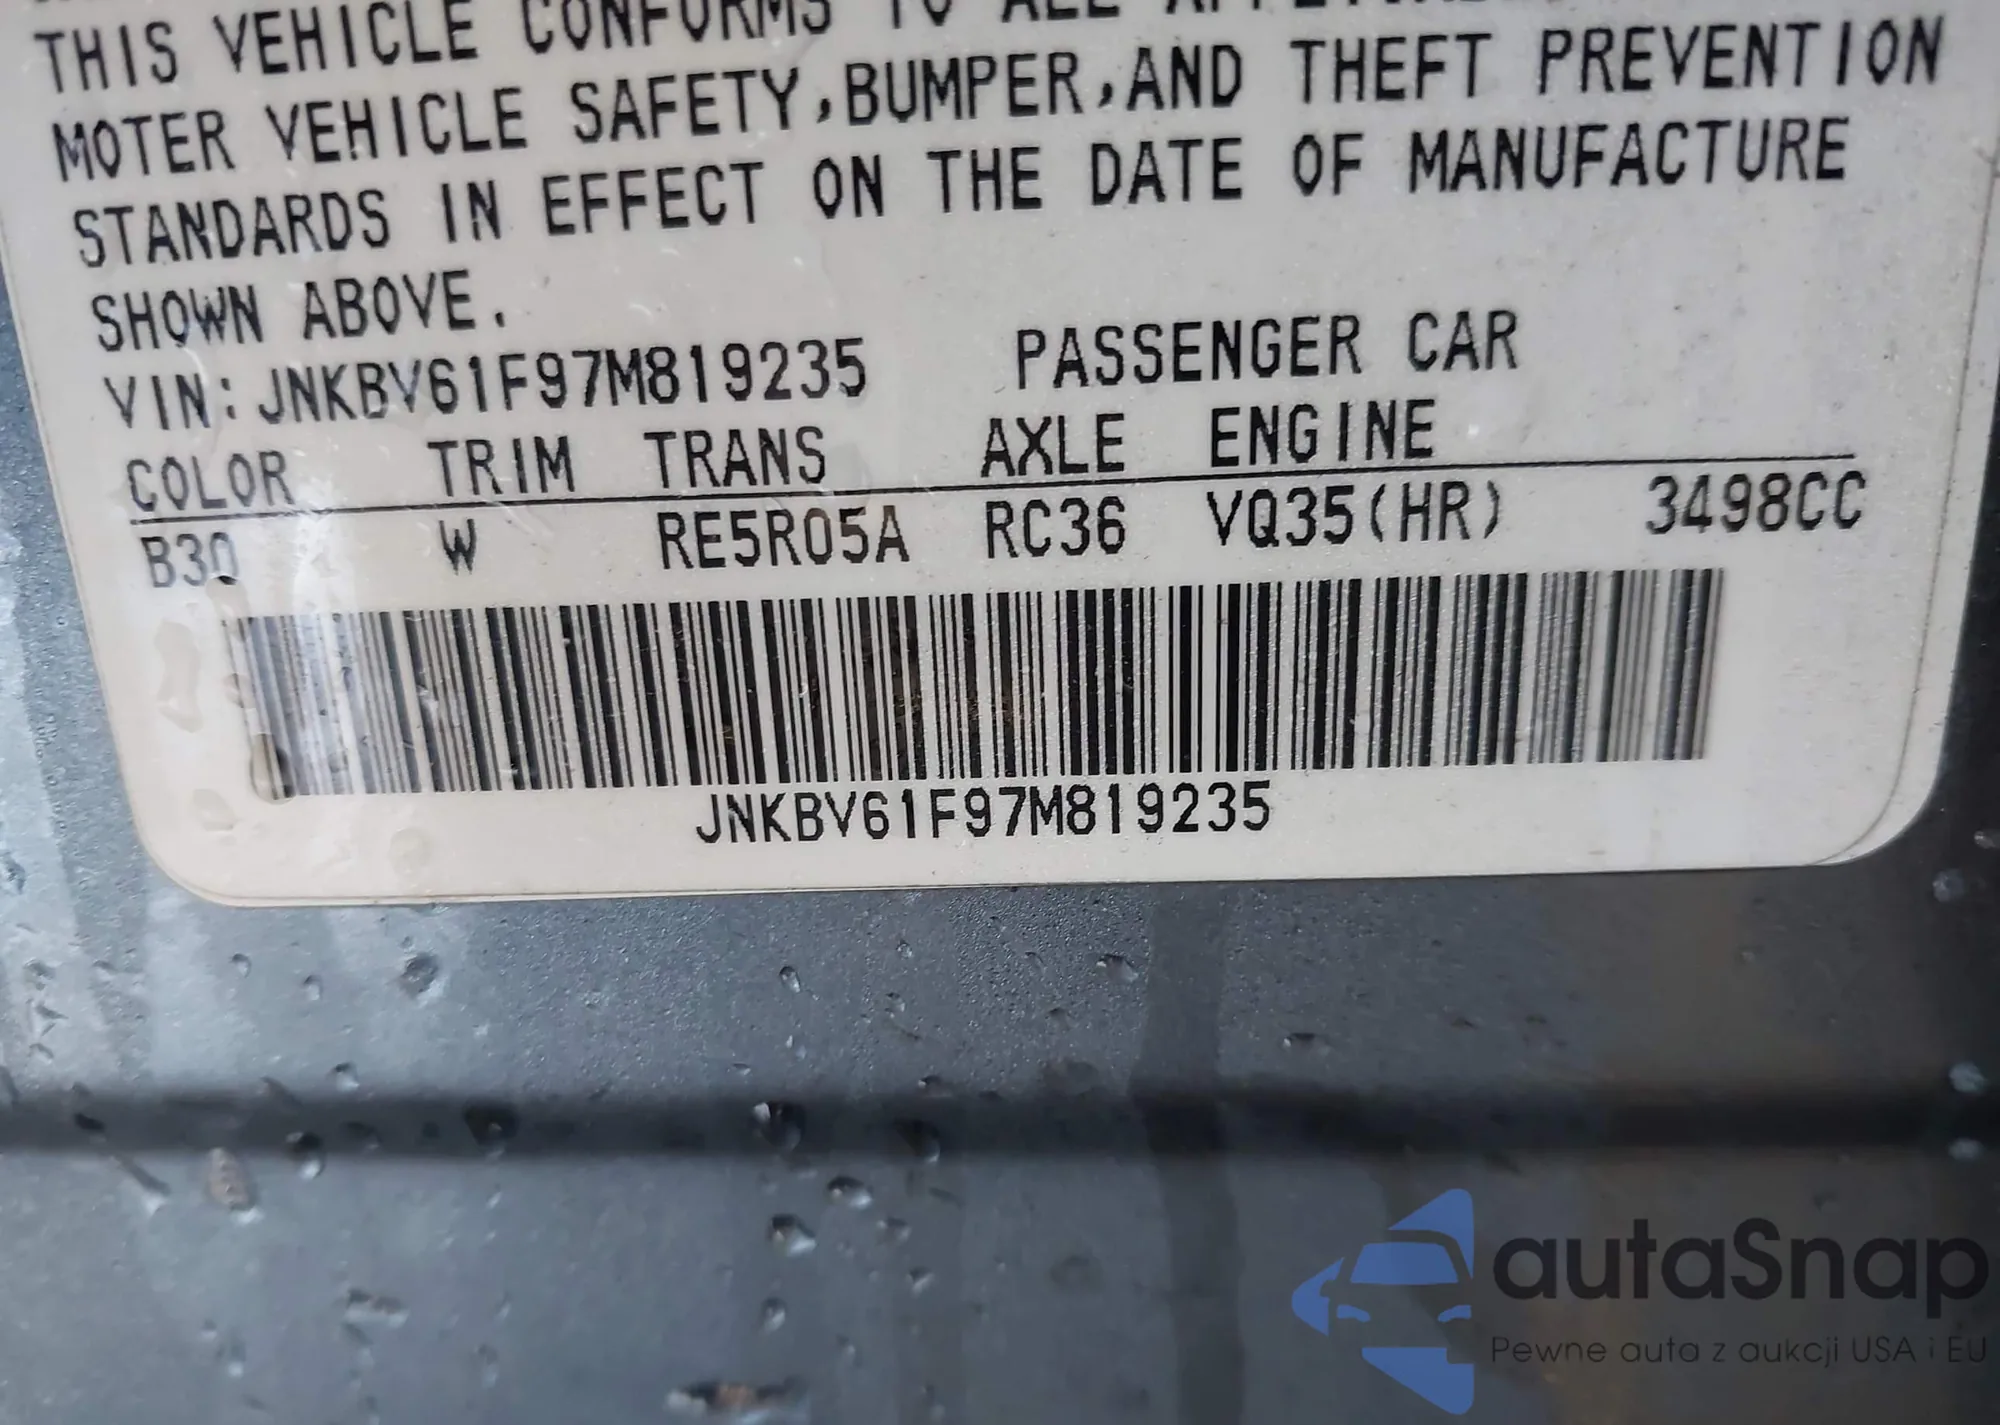 THIS VEHICLE CONFORMS TO ALL
MOTER VEHICLE SAFETY,BUMPER,AND THEFT PREVENTION
STANDARDS IN EFFECT ON THE DATE OF MANUFACTURE
SHOWN ABOVE.
VIN:JNKBV61F97M819235 PASSENGER CAR
COLOR TRIM TRANS AXLE ENGINE
B30 W RE5R05A RC36 VQ35(HR) 3498CC
JNKBV61F97M819235
autaSnap
Pewne auta z aukcji USA i EU